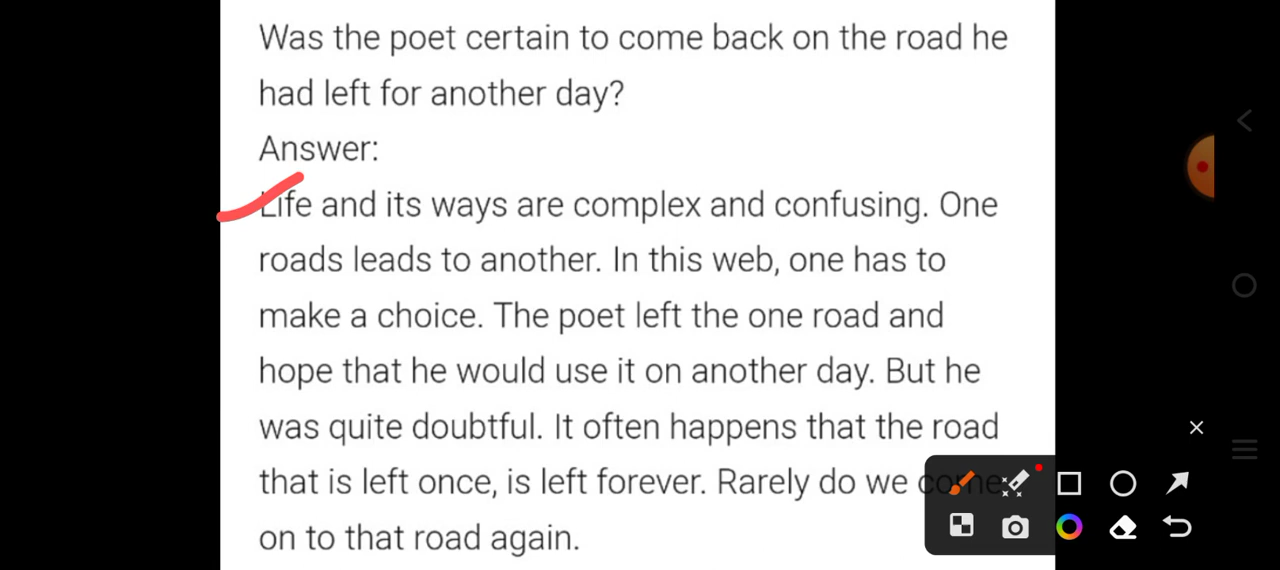 Was the poet certain to come back on the road he
had left for another day?
Answer:
Life and its ways are complex and confusing. One
roads leads to another. In this web, one has to
make a choice. The poet left the one road and
hope that he would use it on another day. But he
was quite doubtful. It often happens that the road
that is left once, is left forever. Rarely do we come
on to that road again.